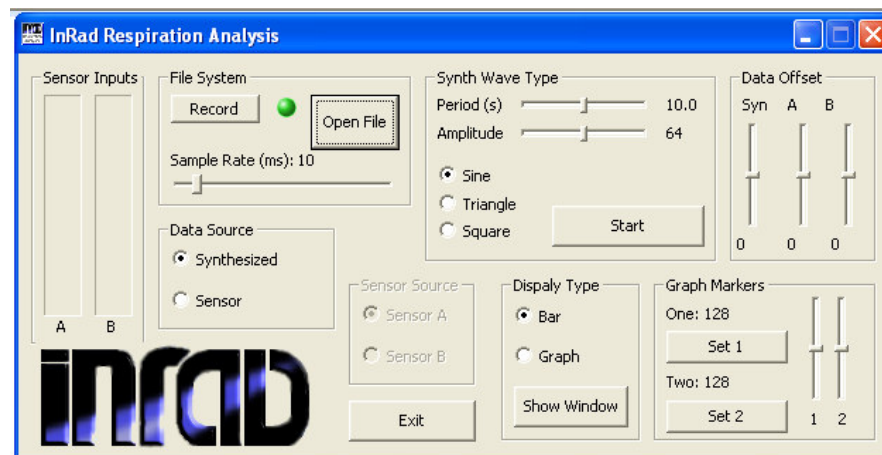 InRad Respiration Analysis
Sensor Inputs
A B
File System
Record
Open File
Sample Rate (ms): 10
Data Source
Synthesized
Sensor
Synth Wave Type
Period (s) 10.0
Amplitude 64
Sine
Triangle
Square
Start
Data Offset
Syn A B
0 0 0
Sensor Source
Sensor A
Sensor B
Exit
Dispaly Type
Bar
Graph
Show Window
Graph Markers
One: 128
Set 1
Two: 128
Set 2
1 2
inrad